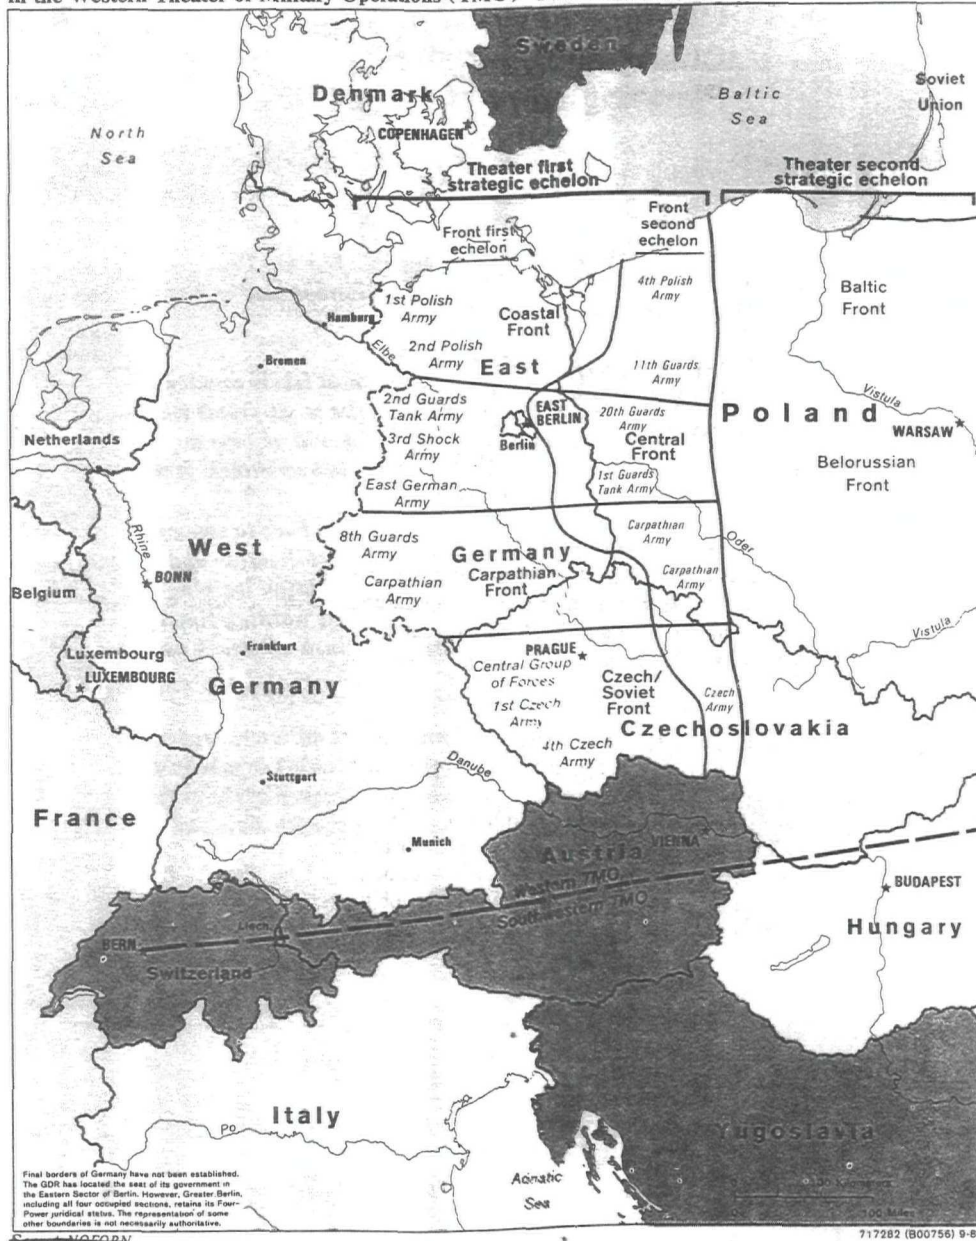 in the Western Theater of Military Operations (TMO)
Sweden
Denmark
COPENHAGEN
North
Sea
Baltic
Sea
Soviet
Union
Theater first
strategic echelon
Theater second
strategic echelon
Front first
echelon
Front
second
echelon
4th Polish
Army
1st Polish
Army
Hamburg
Coastal
Front
Baltic
Front
Elbe
2nd Polish
Army
East
11th Guards
Army
Bremen
2nd Guards
Tank Army
EAST
BERLIN
Berlin
20th Guards
Army
Poland
Vistula
WARSAW
Netherlands
3rd Shock
Army
Central
Front
Belorussian
Front
East German
Army
1st Guards
Tank Army
Rhine
West
8th Guards
Army
Germany
Carpathian
Front
Carpathian
Army
Oder
BONN
Belgium
Carpathian
Army
Carpathian
Army
Vistula
Luxembourg
LUXEMBOURG
Frankfurt
Germany
PRAGUE
Central Group
of Forces
Czech/
Soviet
Front
1st Czech
Army
Czech
Army
Czechoslovakia
4th Czech
Army
Danube
Stuttgart
France
Munich
Austria
VIENNA
Western TMO
Southwestern TMO
BUDAPEST
Hungary
BERN
Liech.
Switzerland
Italy
Po
Adriatic
Sea
Yugoslavia
Final borders of Germany have not been established.
The GDR has located the seat of its government in
the Eastern Sector of Berlin. However, Greater Berlin,
including all four occupied sections, retains its Four-
Power juridical status. The representation of some
other boundaries is not necessarily authoritative.
Secret NOFORN
717282 (B00756) 9-8